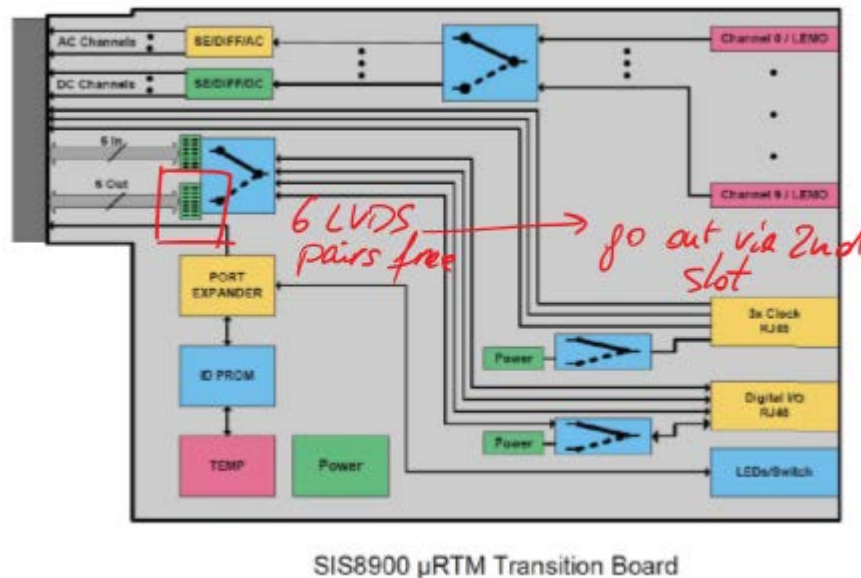 AC Channels
SE/DIFF/AC
Channel 0 / LEMO
DC Channels
SE/DIFF/DC
5 In
6 Out
Channel 9 / LEMO
6 LVDS
pairs free
go out via 2nd
slot
PORT
EXPANDER
3x Clock
RJ45
Power
ID PROM
Digital I/O
RJ45
Power
TEMP
Power
LEDs/Switch
SIS8900 µRTM Transition Board